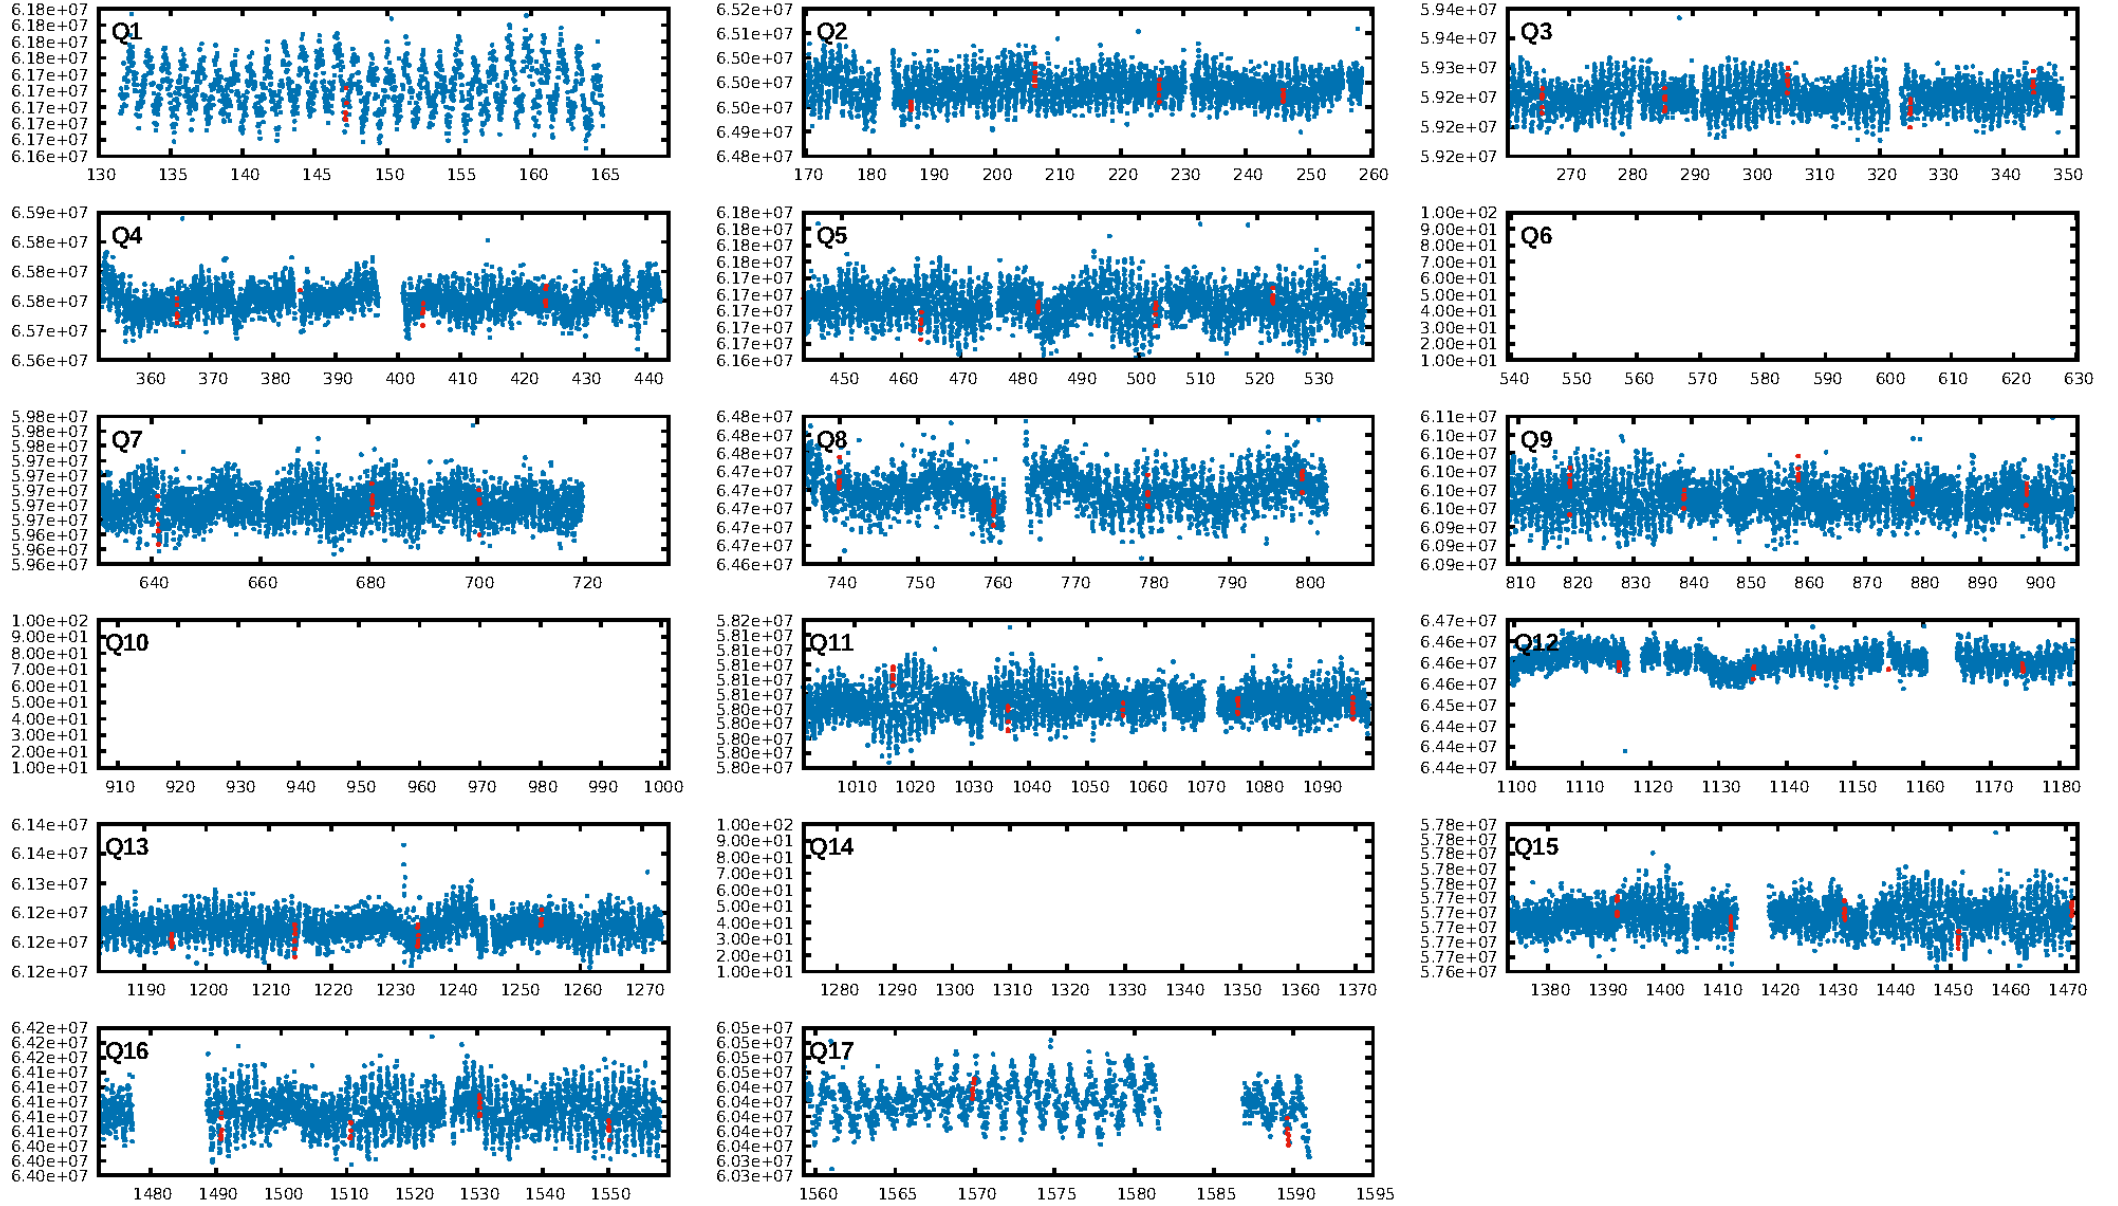 Q1
6.18e+07
6.18e+07
6.18e+07
6.18e+07
6.17e+07
6.17e+07
6.17e+07
6.17e+07
6.17e+07
6.16e+07
130 135 140 145 150 155 160 165
Q2
6.52e+07
6.51e+07
6.50e+07
6.50e+07
6.50e+07
6.49e+07
6.48e+07
170 180 190 200 210 220 230 240 250 260
Q3
5.94e+07
5.94e+07
5.93e+07
5.92e+07
5.92e+07
5.92e+07
270 280 290 300 310 320 330 340 350
Q4
6.59e+07
6.58e+07
6.58e+07
6.58e+07
6.57e+07
6.56e+07
360 370 380 390 400 410 420 430 440
Q5
6.18e+07
6.18e+07
6.18e+07
6.18e+07
6.17e+07
6.17e+07
6.17e+07
6.17e+07
6.17e+07
6.16e+07
450 460 470 480 490 500 510 520 530
Q6
1.00e+02
9.00e+01
8.00e+01
7.00e+01
6.00e+01
5.00e+01
4.00e+01
3.00e+01
2.00e+01
1.00e+01
540 550 560 570 580 590 600 610 620 630
Q7
5.98e+07
5.98e+07
5.98e+07
5.97e+07
5.97e+07
5.97e+07
5.97e+07
5.97e+07
5.96e+07
5.96e+07
5.96e+07
640 660 680 700 720
Q8
6.48e+07
6.48e+07
6.48e+07
6.47e+07
6.47e+07
6.47e+07
6.47e+07
6.47e+07
6.46e+07
740 750 760 770 780 790 800
Q9
6.11e+07
6.10e+07
6.10e+07
6.10e+07
6.10e+07
6.10e+07
6.09e+07
6.09e+07
6.09e+07
810 820 830 840 850 860 870 880 890 900
Q10
1.00e+02
9.00e+01
8.00e+01
7.00e+01
6.00e+01
5.00e+01
4.00e+01
3.00e+01
2.00e+01
1.00e+01
910 920 930 940 950 960 970 980 990 1000
Q11
5.82e+07
5.81e+07
5.81e+07
5.81e+07
5.81e+07
5.81e+07
5.80e+07
5.80e+07
5.80e+07
5.80e+07
5.80e+07
1010 1020 1030 1040 1050 1060 1070 1080 1090
Q12
6.47e+07
6.46e+07
6.46e+07
6.46e+07
6.45e+07
6.44e+07
6.44e+07
6.44e+07
1100 1110 1120 1130 1140 1150 1160 1170 1180
Q13
6.14e+07
6.14e+07
6.13e+07
6.12e+07
6.12e+07
6.12e+07
1190 1200 1210 1220 1230 1240 1250 1260 1270
Q14
1.00e+02
9.00e+01
8.00e+01
7.00e+01
6.00e+01
5.00e+01
4.00e+01
3.00e+01
2.00e+01
1.00e+01
1280 1290 1300 1310 1320 1330 1340 1350 1360 1370
Q15
5.78e+07
5.78e+07
5.78e+07
5.78e+07
5.78e+07
5.77e+07
5.77e+07
5.77e+07
5.77e+07
5.77e+07
5.76e+07
1380 1390 1400 1410 1420 1430 1440 1450 1460 1470
Q16
6.42e+07
6.42e+07
6.42e+07
6.41e+07
6.41e+07
6.41e+07
6.41e+07
6.41e+07
6.40e+07
6.40e+07
6.40e+07
1480 1490 1500 1510 1520 1530 1540 1550
Q17
6.05e+07
6.05e+07
6.05e+07
6.05e+07
6.04e+07
6.04e+07
6.04e+07
6.04e+07
6.04e+07
6.03e+07
6.03e+07
1560 1565 1570 1575 1580 1585 1590 1595